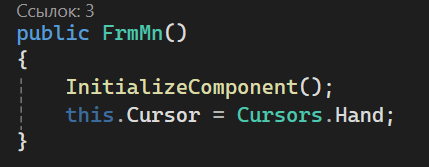 Ссылок: 3
public FrmMn()
{
    InitializeComponent();
    this.Cursor = Cursors.Hand;
}